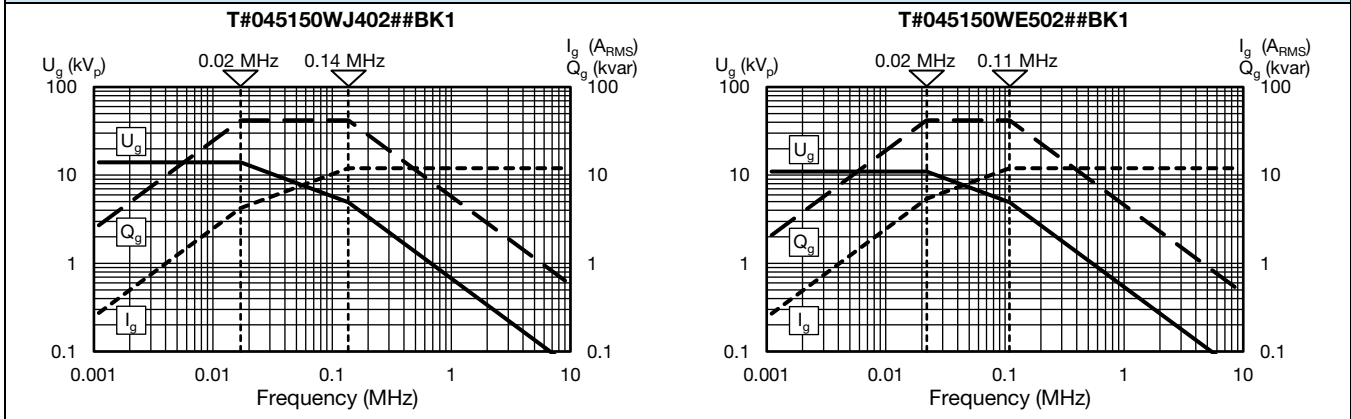 T#045150WJ402##BK1
U_g (kV_p)
0.02 MHz
0.14 MHz
I_g (A_RMS)
Q_g (kvar)
100
100
U_g
10
10
Q_g
1
1
I_g
0.1
0.1
0.001
0.01
0.1
1
10
Frequency (MHz)
T#045150WE502##BK1
U_g (kV_p)
0.02 MHz
0.11 MHz
I_g (A_RMS)
Q_g (kvar)
100
100
U_g
10
10
Q_g
1
1
I_g
0.1
0.1
0.001
0.01
0.1
1
10
Frequency (MHz)